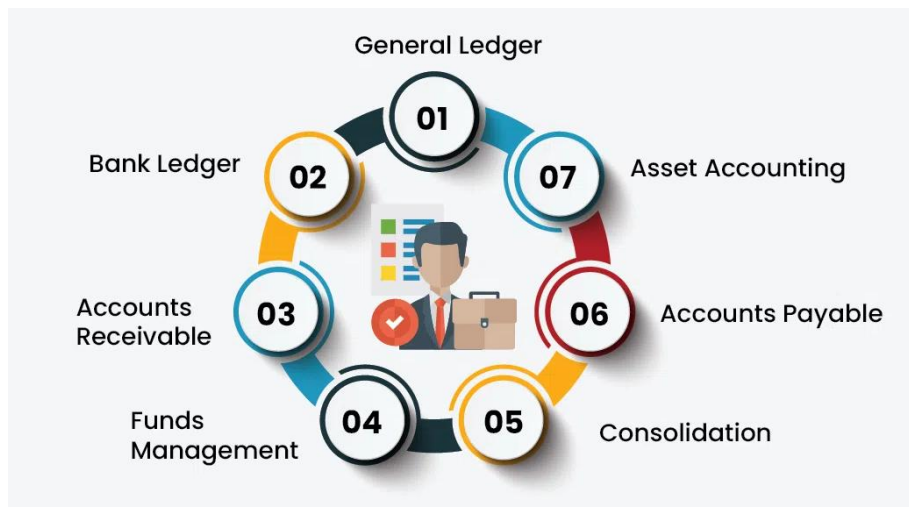 General Ledger
01
Bank Ledger
02
07
Asset Accounting
Accounts
Receivable
03
06
Accounts Payable
Funds
Management
04
05
Consolidation